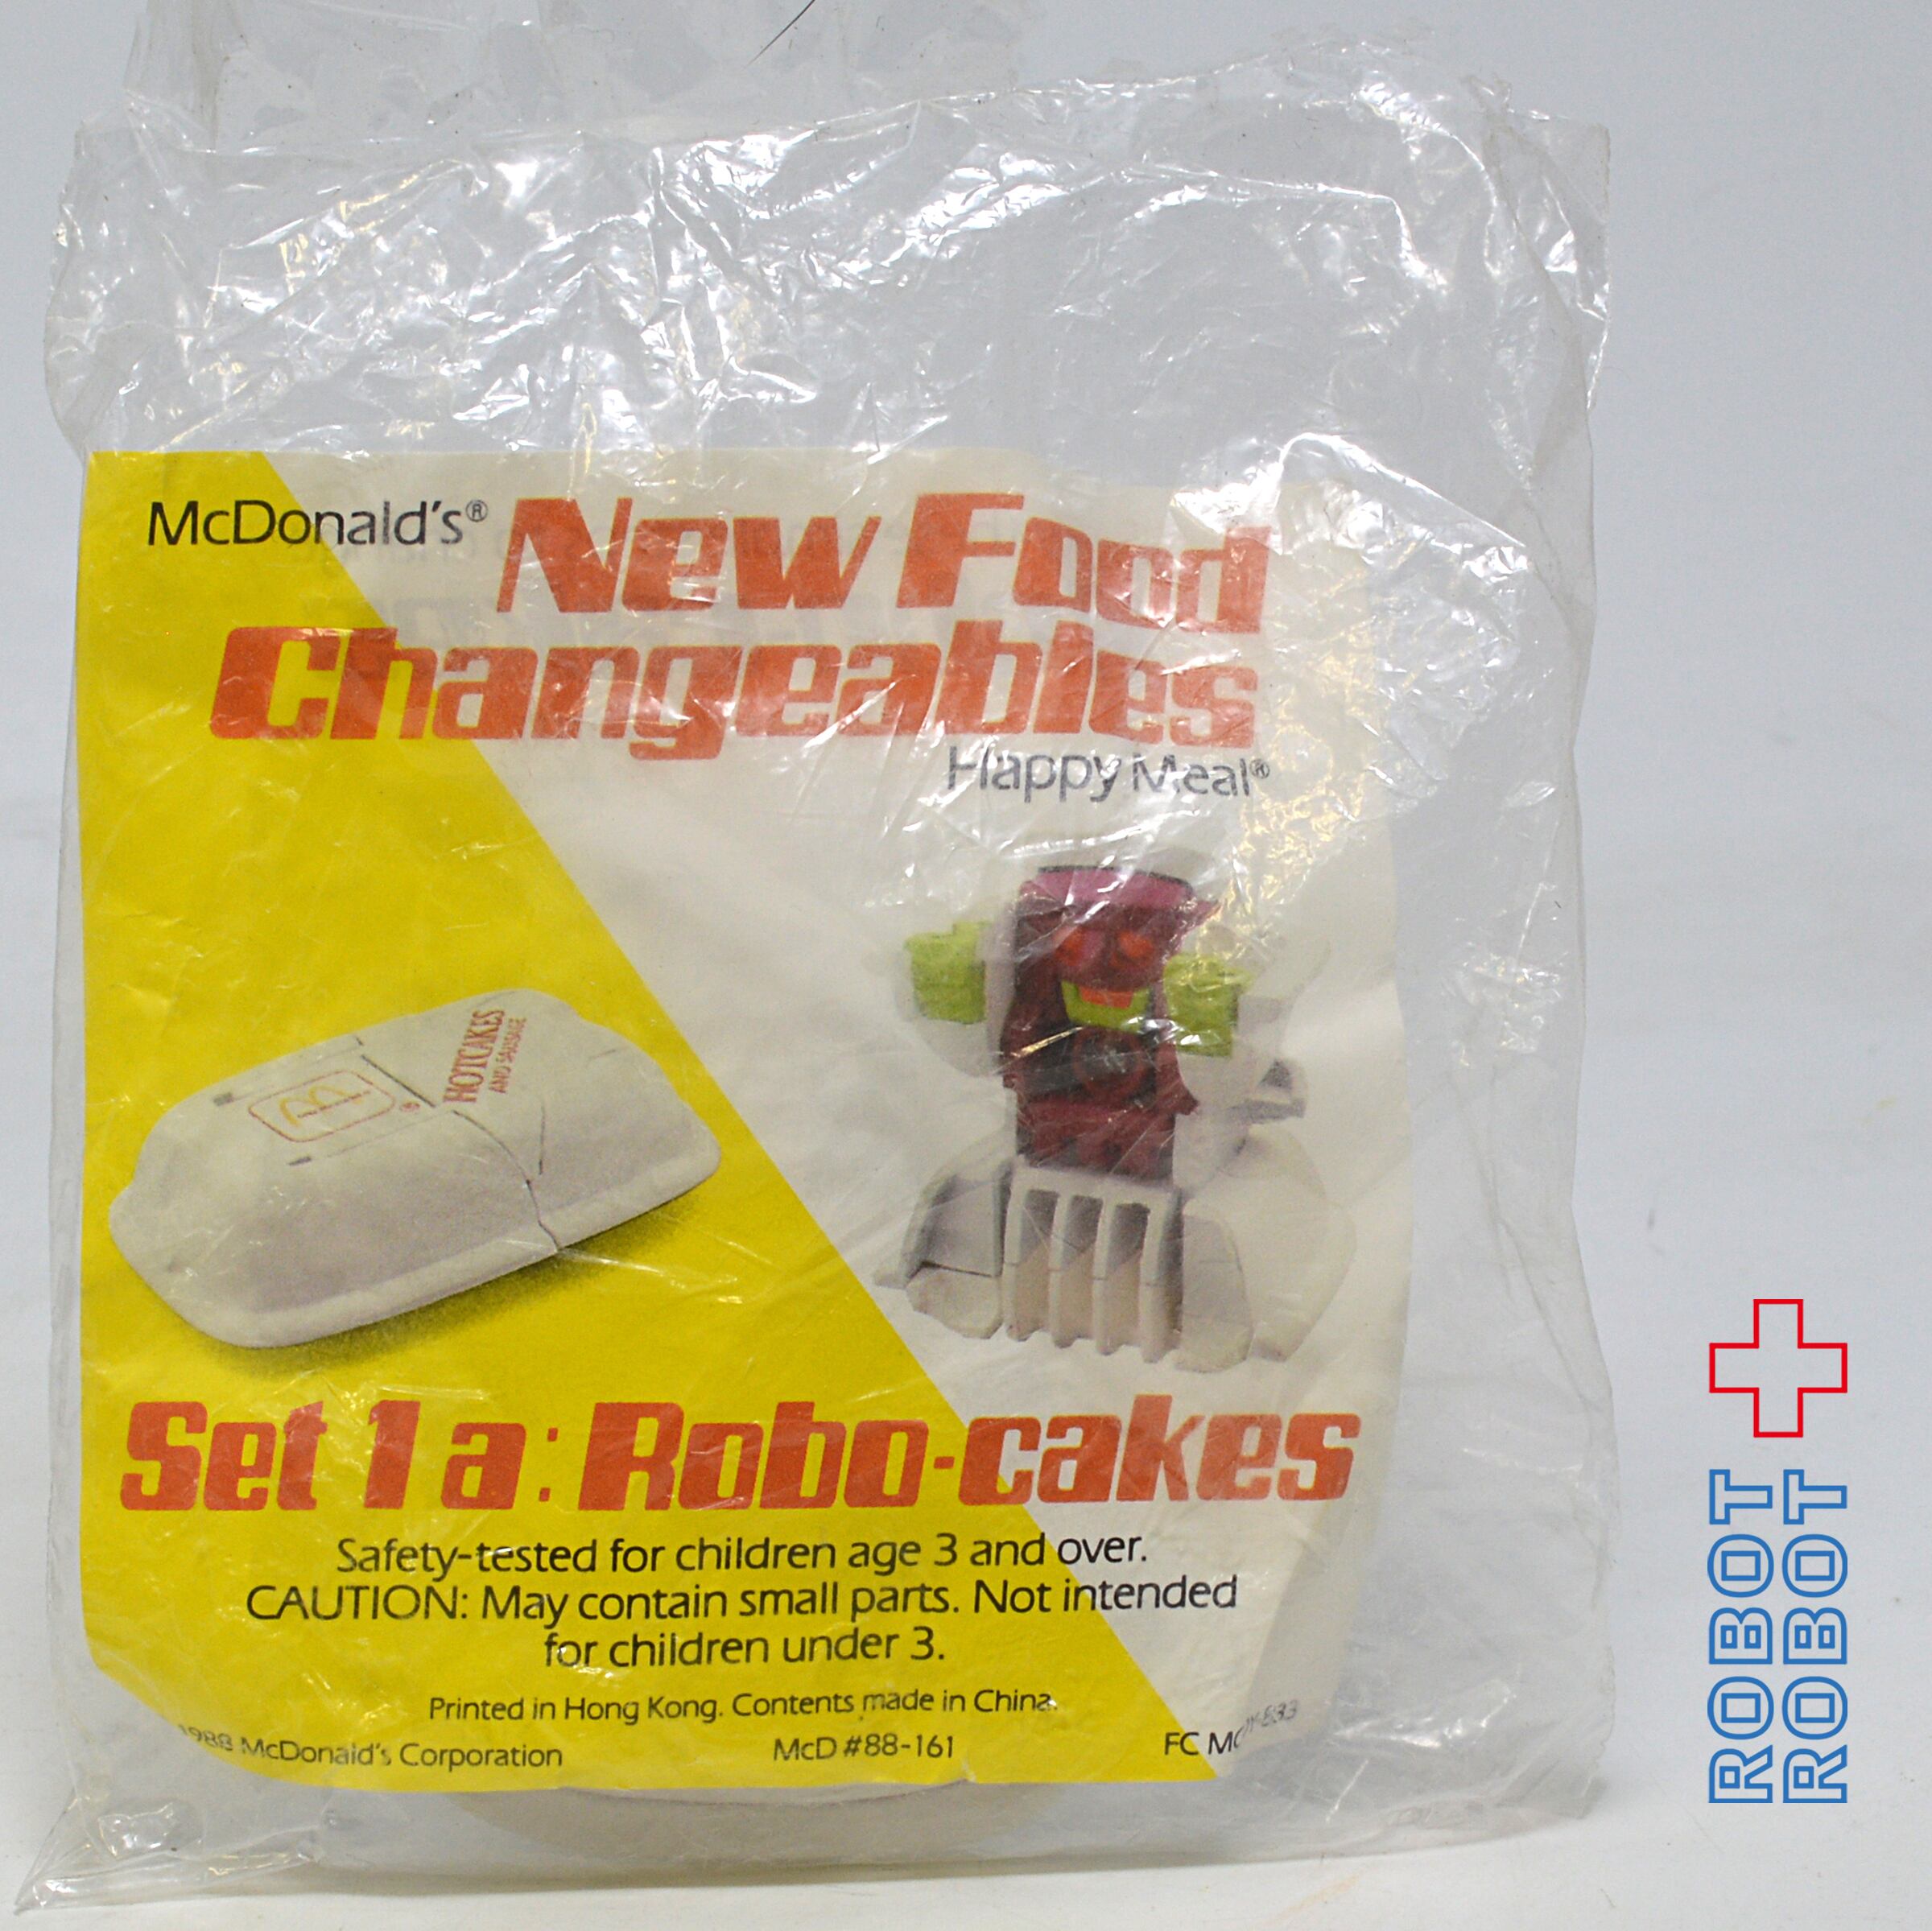 McDonald's® New Food
Changeables
Happy Meal®
HOTCAKES
AND SAUSAGE
®
Set 1a: Robo-cakes
Safety-tested for children age 3 and over.
CAUTION: May contain small parts. Not intended
for children under 3.
Printed in Hong Kong. Contents made in China.
1988 McDonald's Corporation
McD #88-161
FC
ROBOT
ROBOT